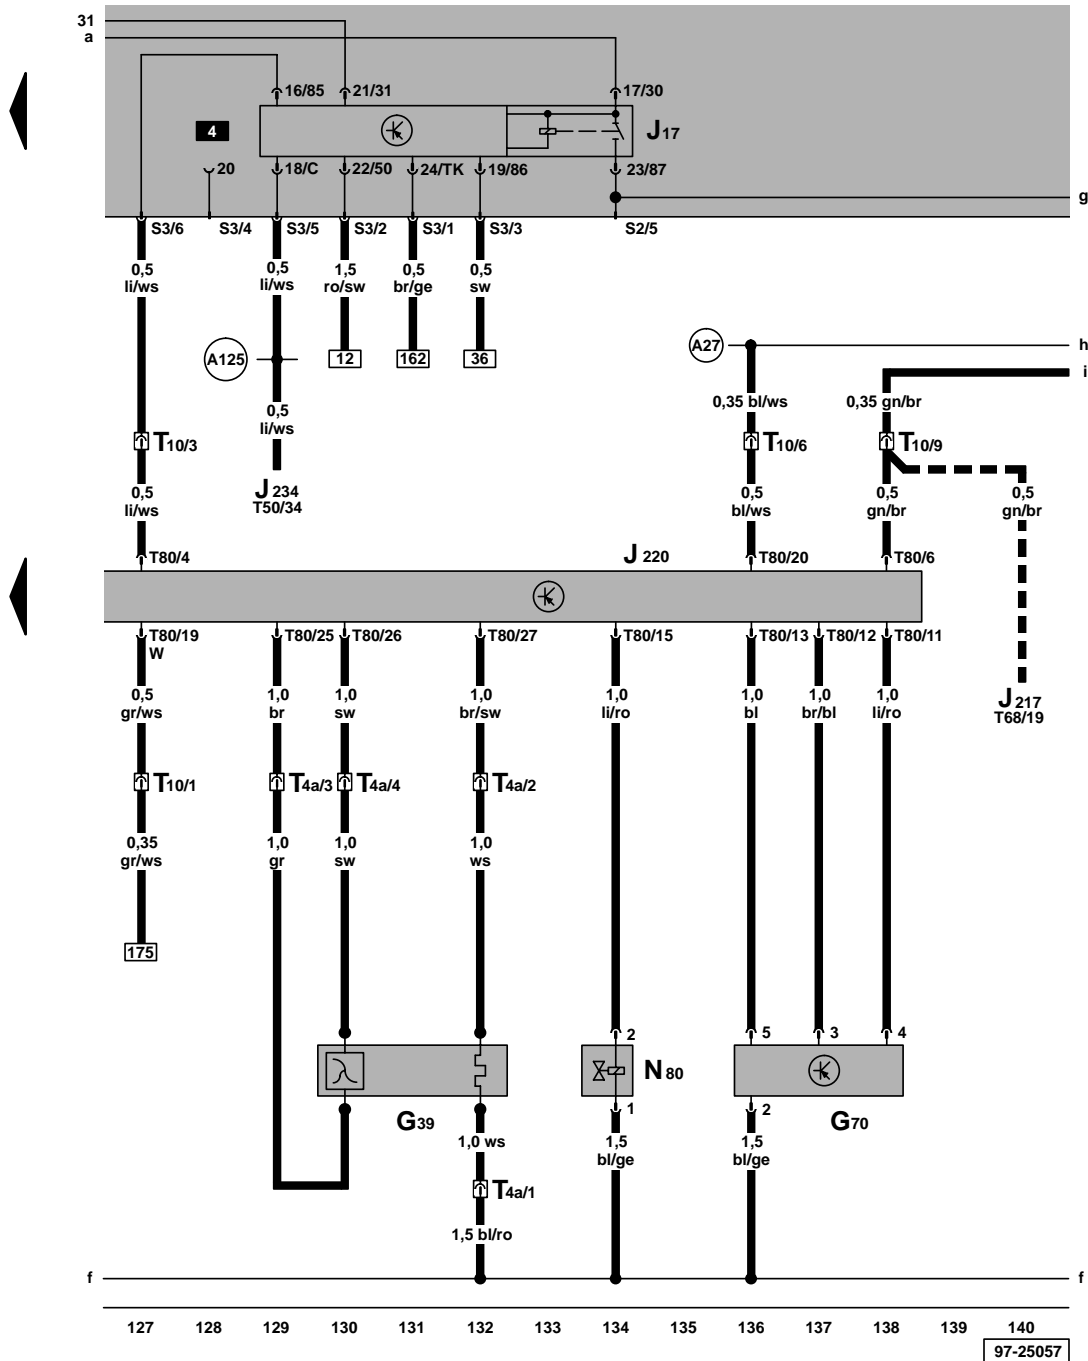 31
a
16/85 21/31 17/30
4
J17
20 18/C 22/50 24/TK 19/86 23/87
g
S3/6 S3/4 S3/5 S3/2 S3/1 S3/3 S2/5
0,5 0,5 1,5 0,5 0,5
li/ws li/ws ro/sw br/ge sw
A125 12 162 36 A27 h
i
0,5 0,35 bl/ws 0,35 gn/br
li/ws
T10/3 T10/6 T10/9
J234
T50/34
0,5 0,5 0,5 0,5
li/ws bl/ws gn/br gn/br
T80/4 J220 T80/20 T80/6
T80/19 T80/25 T80/26 T80/27 T80/15 T80/13 T80/12 T80/11
W
0,5 1,0 1,0 1,0 1,0 1,0 1,0 1,0
gr/ws br sw br/sw li/ro bl br/bl li/ro
J217
T68/19
T10/1 T4a/3 T4a/4 T4a/2
0,35 1,0 1,0 1,0
gr/ws gr sw ws
175
2 5 3 4
N80
1 2
G39 G70
1,0 ws 1,5 1,5
bl/ge bl/ge
T4a/1
1,5 bl/ro
f f
127 128 129 130 131 132 133 134 135 136 137 138 139 140
97-25057